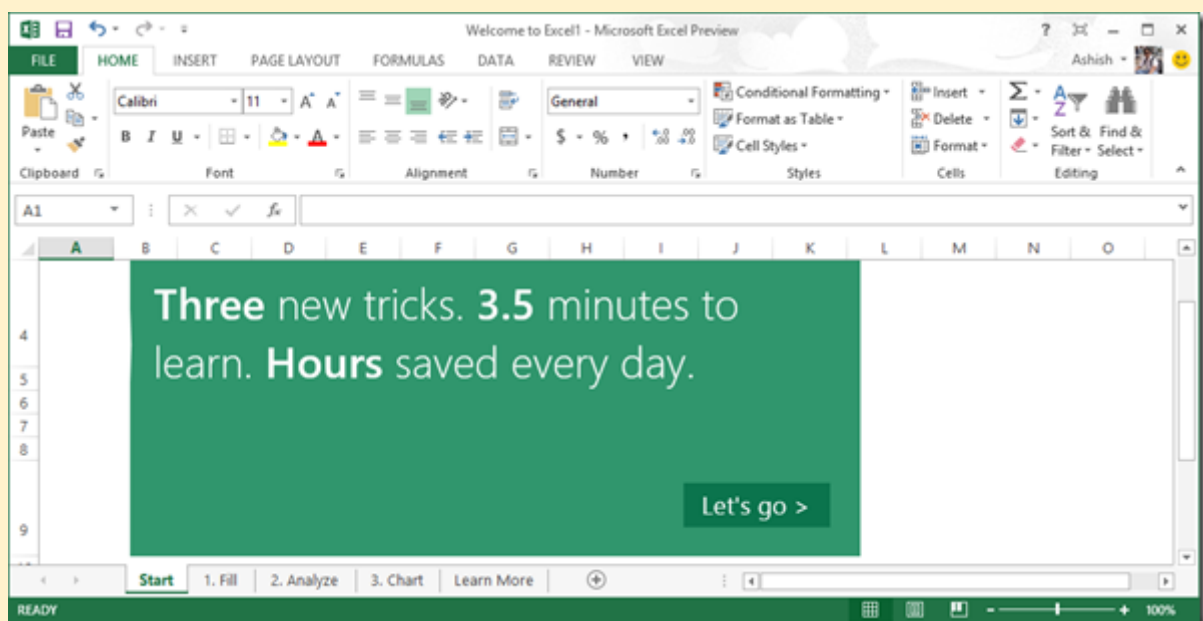 Welcome to Excel1 - Microsoft Excel Preview
FILE HOME INSERT PAGE LAYOUT FORMULAS DATA REVIEW VIEW Ashish
Calibri 11 A A General Conditional Formatting Insert Σ
Paste Format as Table Delete
B I U A $ % , Cell Styles Format Sort & Filter Find & Select
Clipboard Font Alignment Number Styles Cells Editing
A1 fx
A B C D E F G H I J K L M N O
Three new tricks. 3.5 minutes to
4
learn. Hours saved every day.
5
6
7
8
Let's go >
9
Start 1. Fill 2. Analyze 3. Chart Learn More
READY 100%